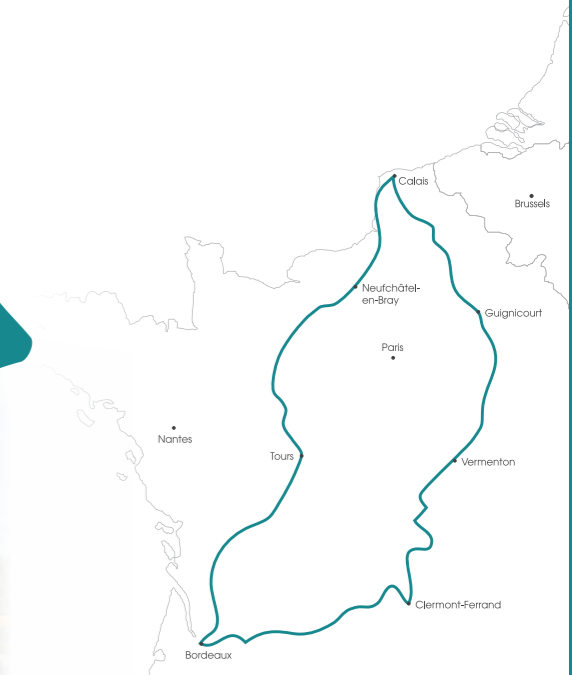 Calais
Brussels
Neufchâtel-
en-Bray
Guignicourt
Paris
Nantes
Tours
Vermenton
Clermont-Ferrand
Bordeaux